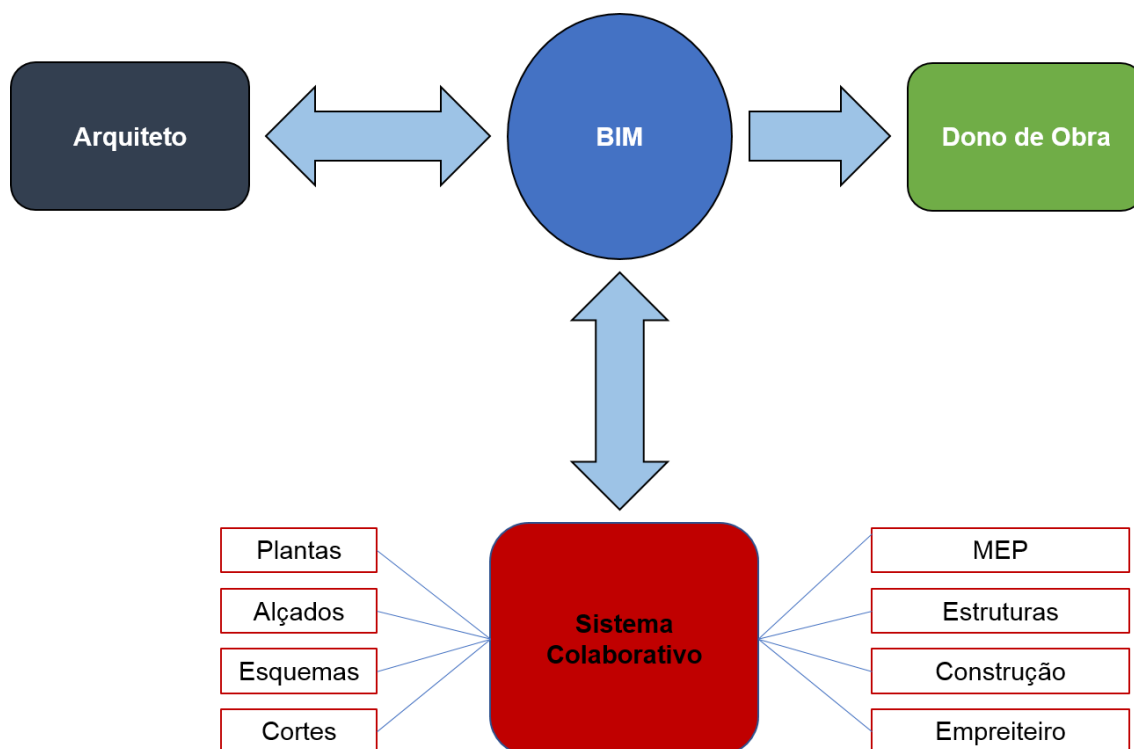 Arquiteto
BIM
Dono de Obra
Plantas
Alçados
Esquemas
Cortes
Sistema
Colaborativo
MEP
Estruturas
Construção
Empreiteiro